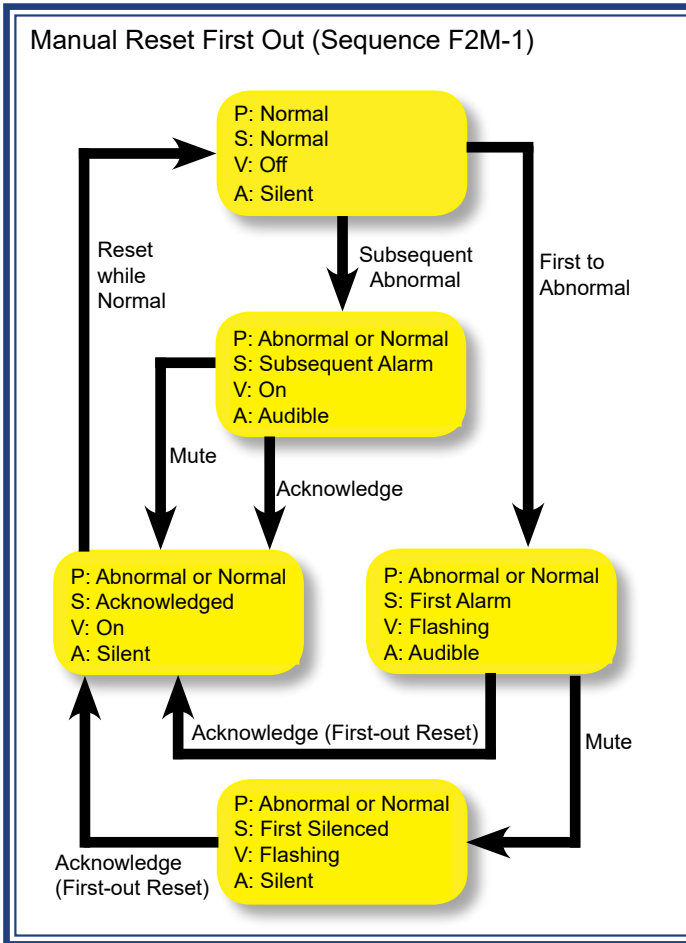 Manual Reset First Out (Sequence F2M-1)
P: Normal
S: Normal
V: Off
A: Silent
Reset
while
Normal
Subsequent
Abnormal
First to
Abnormal
P: Abnormal or Normal
S: Subsequent Alarm
V: On
A: Audible
Mute
Acknowledge
P: Abnormal or Normal
S: Acknowledged
V: On
A: Silent
P: Abnormal or Normal
S: First Alarm
V: Flashing
A: Audible
Acknowledge (First-out Reset)
Mute
P: Abnormal or Normal
S: First Silenced
V: Flashing
A: Silent
Acknowledge
(First-out Reset)